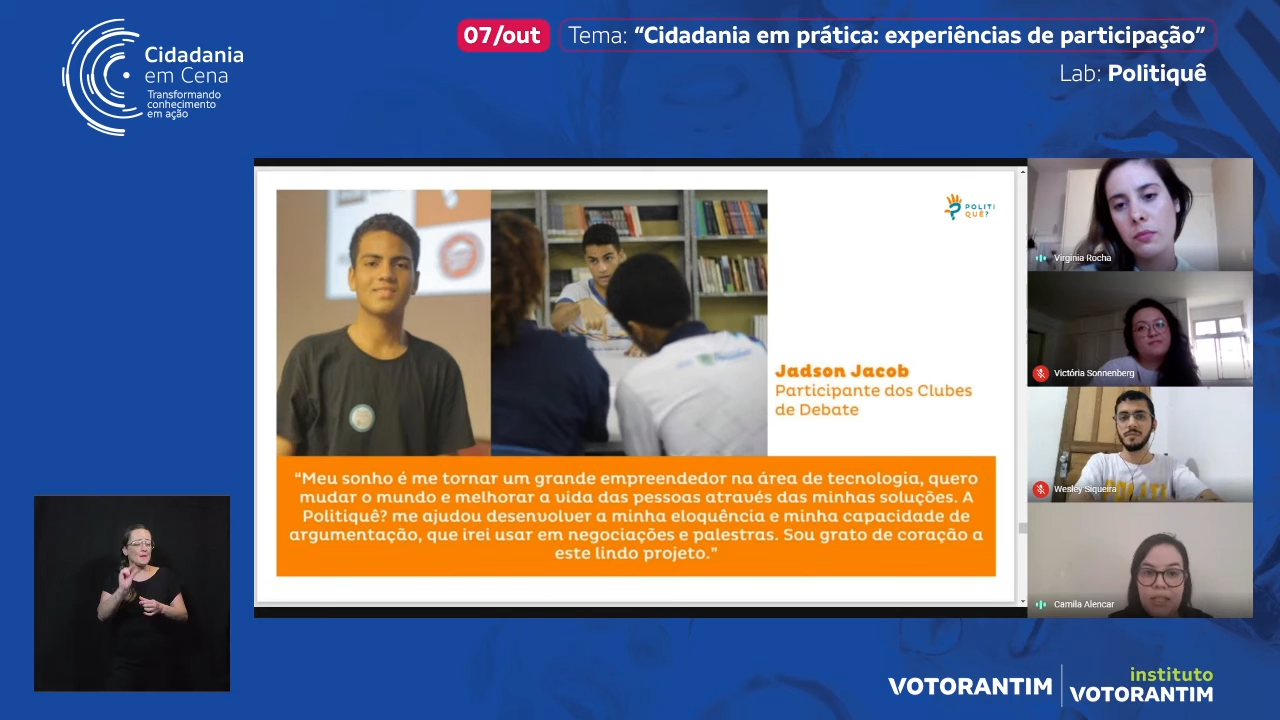 Cidadania
em Cena
Transformando
conhecimento
em ação
07/out
Tema: “Cidadania em prática: experiências de participação”
Lab: Politiquê
POLITI
QUÊ?
Jadson Jacob
Participante dos Clubes
de Debate
“Meu sonho é me tornar um grande empreendedor na área de tecnologia, quero
mudar o mundo e melhorar a vida das pessoas através das minhas soluções. A
Politiquê? me ajudou desenvolver a minha eloquência e minha capacidade de
argumentação, que irei usar em negociações e palestras. Sou grato de coração a
este lindo projeto.”
Virginia Rocha
Victória Sonnenberg
Wesley Siqueira
Camila Alencar
VOTORANTIM
instituto
VOTORANTIM